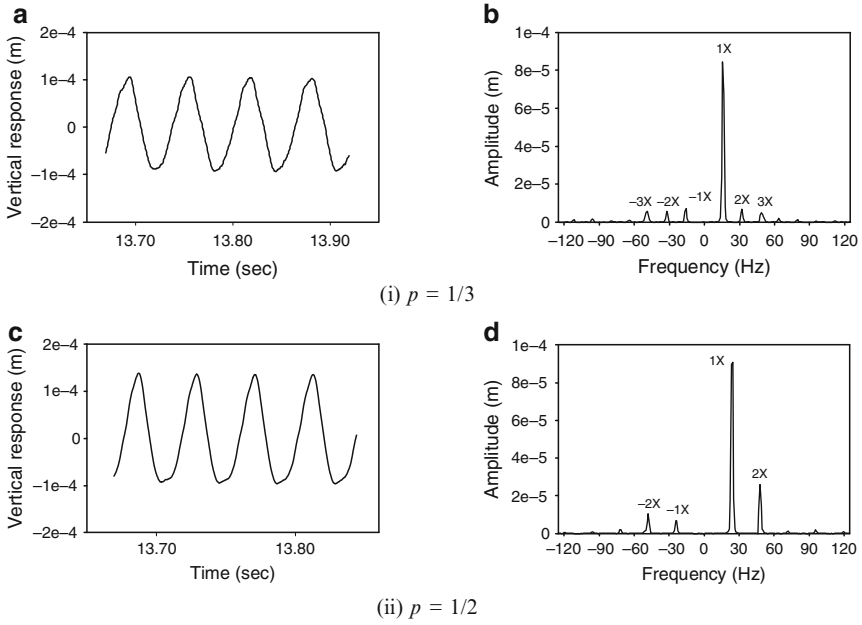 a
Vertical response (m)
2e–4
1e–4
0
–1e–4
–2e–4
13.70 13.80 13.90
Time (sec)
b
Amplitude (m)
1e–4
8e–5
6e–5
4e–5
2e–5
0
1X
–3X –2X –1X 2X 3X
–120 –90 –60 –30 0 30 60 90 120
Frequency (Hz)
(i) p = 1/3
c
Vertical response (m)
2e–4
1e–4
0
–1e–4
–2e–4
13.70 13.80
Time (sec)
d
Amplitude (m)
1e–4
8e–5
6e–5
4e–5
2e–5
0
1X
–2X –1X 2X
–120 –90 –60 –30 0 30 60 90 120
Frequency (Hz)
(ii) p = 1/2